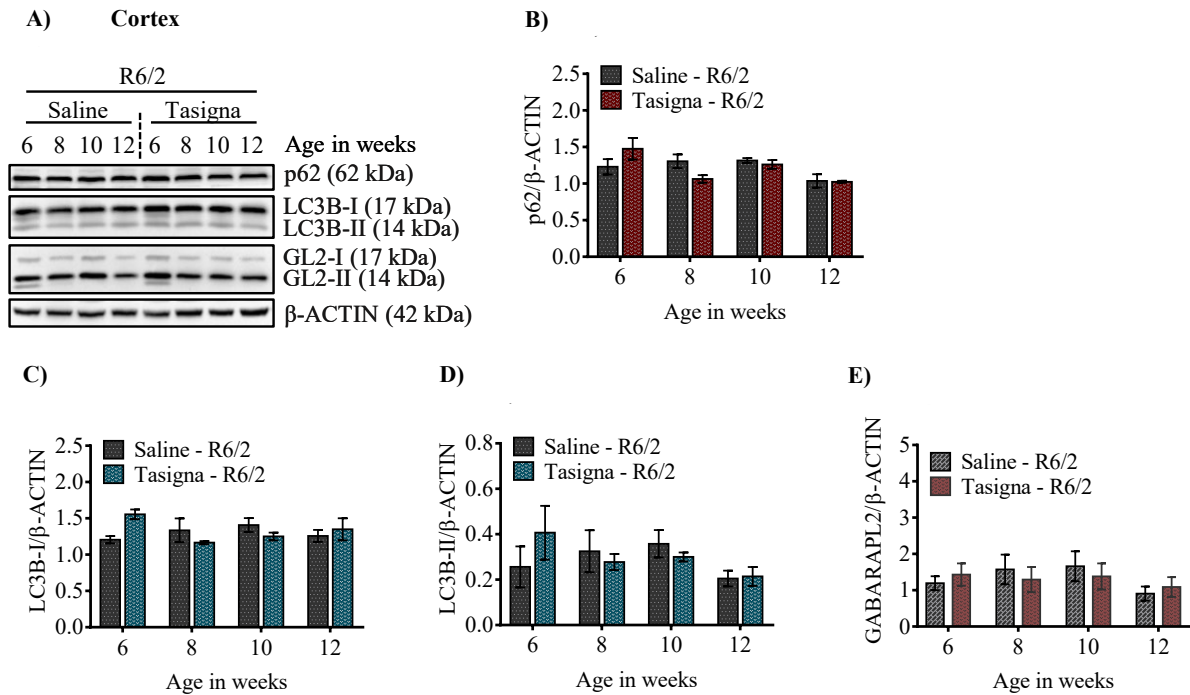 A) Cortex
R6/2
Saline Tasigna
6 8 10 12 6 8 10 12 Age in weeks
p62 (62 kDa)
LC3B-I (17 kDa)
LC3B-II (14 kDa)
GL2-I (17 kDa)
GL2-II (14 kDa)
β-ACTIN (42 kDa)
B)
Saline - R6/2
Tasigna - R6/2
p62/β-ACTIN
2.5
2.0
1.5
1.0
0.5
0.0
6 8 10 12
Age in weeks
C)
Saline - R6/2
Tasigna - R6/2
LC3B-I/β-ACTIN
2.5
2.0
1.5
1.0
0.5
0.0
6 8 10 12
Age in weeks
D)
Saline - R6/2
Tasigna - R6/2
LC3B-II/β-ACTIN
0.8
0.6
0.4
0.2
0.0
6 8 10 12
Age in weeks
E)
Saline - R6/2
Tasigna - R6/2
GABARAPL2/β-ACTIN
5
4
3
2
1
0
6 8 10 12
Age in weeks